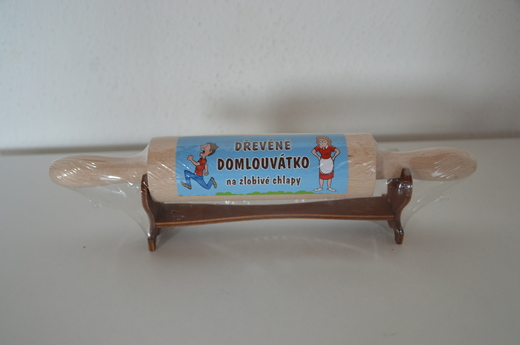 DŘEVĚNÉ
DOMLOUVÁTKO
na zlobivé chlapy